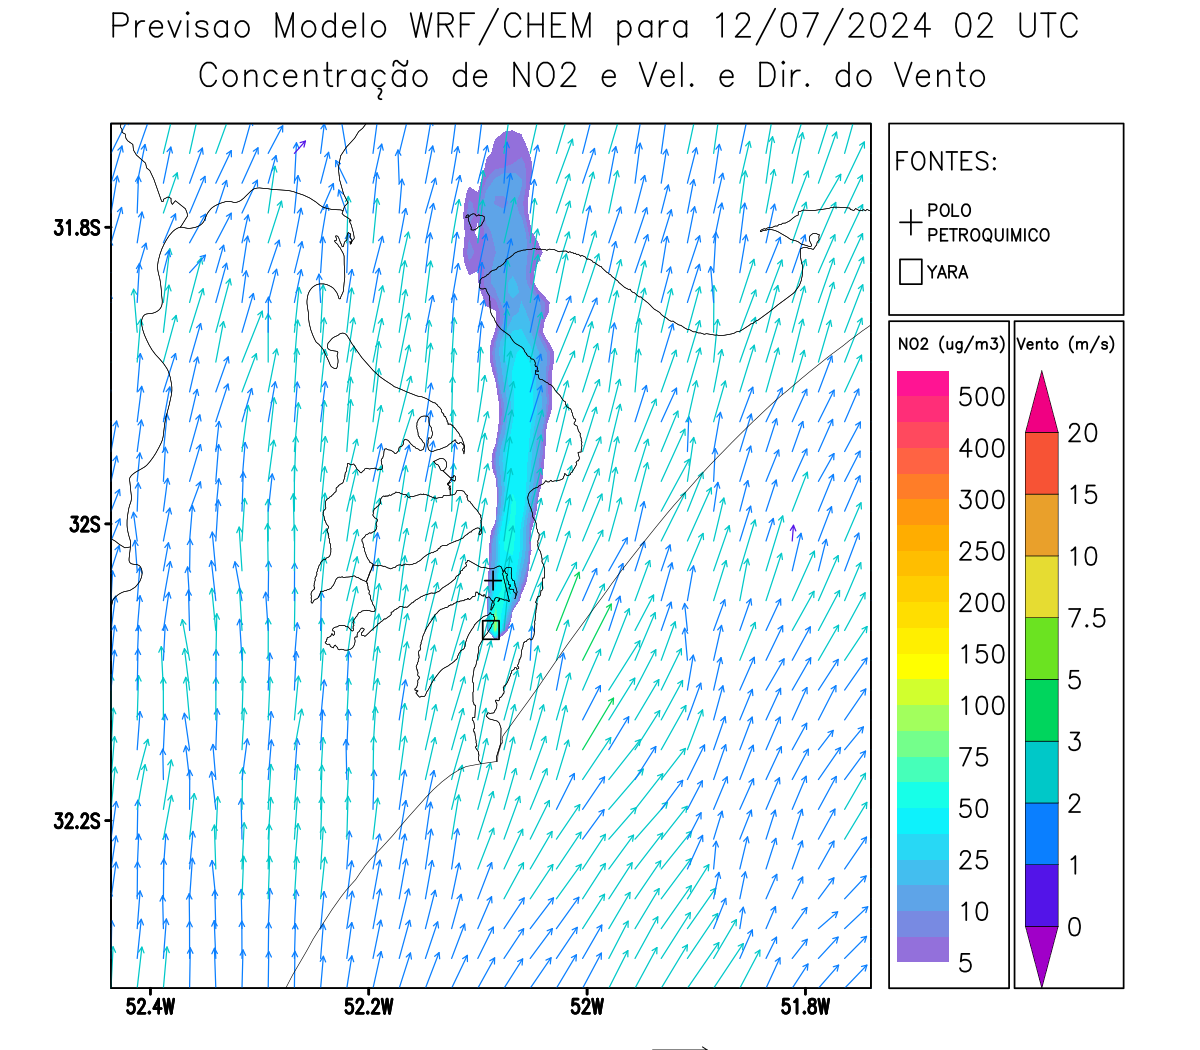 Previsao Modelo WRF/CHEM para 12/07/2024 02 UTC
Concentração de NO2 e Vel. e Dir. do Vento
FONTES:
POLO
PETROQUIMICO
YARA
NO2 (ug/m3)
500
400
300
250
200
150
100
75
50
25
10
5
Vento (m/s)
20
15
10
7.5
5
3
2
1
0
31.8S
32S
32.2S
52.4W
52.2W
52W
51.8W